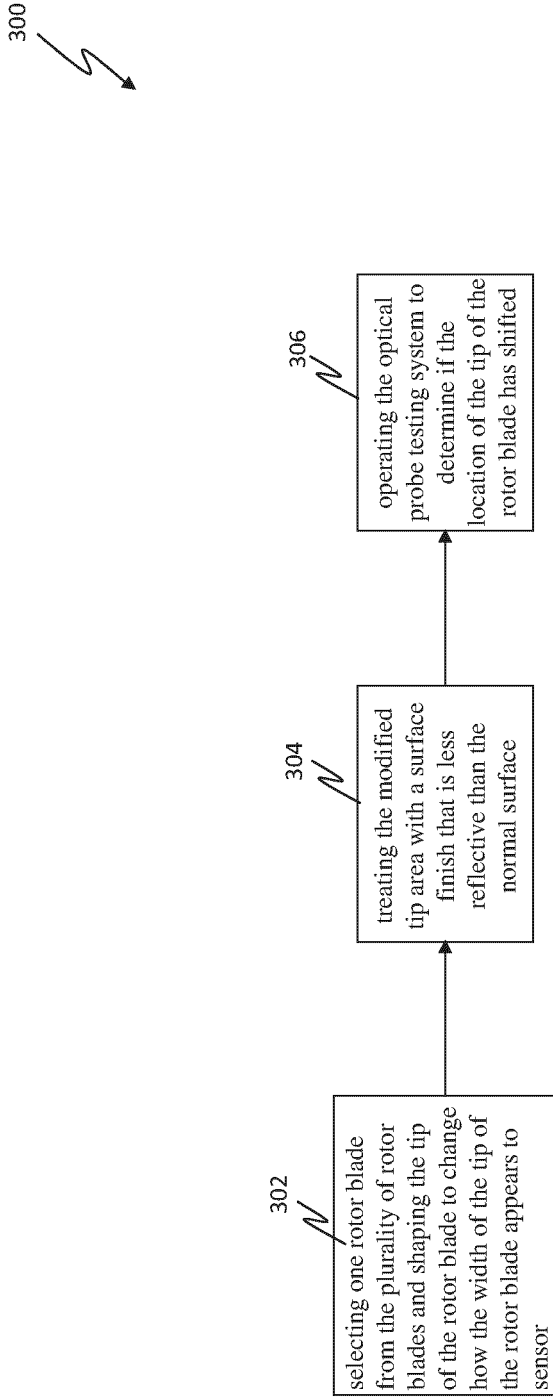 300
302
selecting one rotor blade
from the plurality of rotor
blades and shaping the tip
of the rotor blade to change
how the width of the tip of
the rotor blade appears to
sensor
304
treating the modified
tip area with a surface
finish that is less
reflective than the
normal surface
306
operating the optical
probe testing system to
determine if the
location of the tip of the
rotor blade has shifted